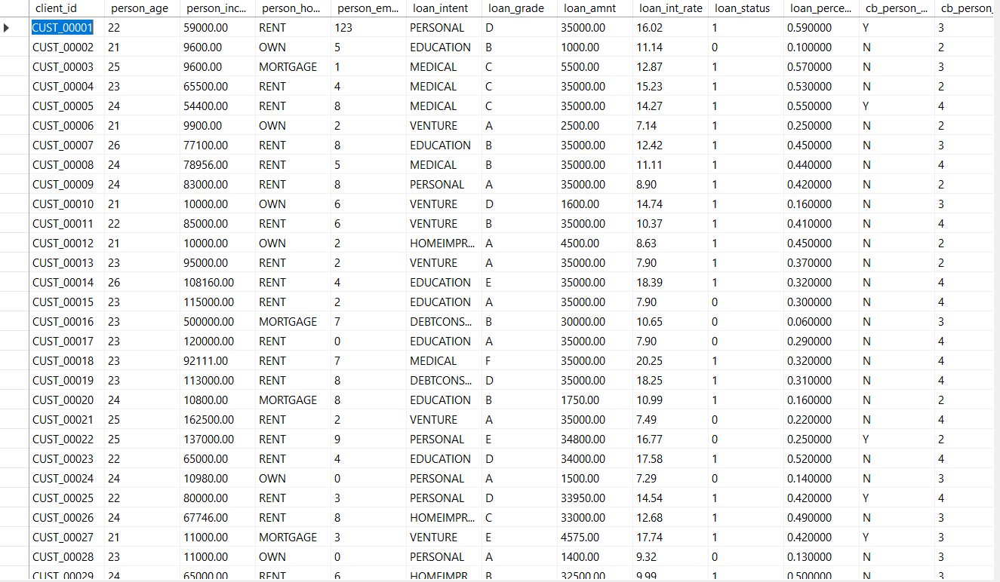 client_id person_age person_inc... person_ho... person_em... loan_intent loan_grade loan_amnt loan_int_rate loan_status loan_perce... cb_person_... cb_person_
CUST_00001 22 59000.00 RENT 123 PERSONAL D 35000.00 16.02 1 0.590000 Y 3
CUST_00002 21 9600.00 OWN 5 EDUCATION B 1000.00 11.14 0 0.100000 N 2
CUST_00003 25 9600.00 MORTGAGE 1 MEDICAL C 5500.00 12.87 1 0.570000 N 3
CUST_00004 23 65500.00 RENT 4 MEDICAL C 35000.00 15.23 1 0.530000 N 2
CUST_00005 24 54400.00 RENT 8 MEDICAL C 35000.00 14.27 1 0.550000 Y 4
CUST_00006 21 9900.00 OWN 2 VENTURE A 2500.00 7.14 1 0.250000 N 2
CUST_00007 26 77100.00 RENT 8 EDUCATION B 35000.00 12.42 1 0.450000 N 3
CUST_00008 24 78956.00 RENT 5 MEDICAL B 35000.00 11.11 1 0.440000 N 4
CUST_00009 24 83000.00 RENT 8 PERSONAL A 35000.00 8.90 1 0.420000 N 2
CUST_00010 21 10000.00 OWN 6 VENTURE D 1600.00 14.74 1 0.160000 N 3
CUST_00011 22 85000.00 RENT 6 VENTURE B 35000.00 10.37 1 0.410000 N 4
CUST_00012 21 10000.00 OWN 2 HOMEIMPR... A 4500.00 8.63 1 0.450000 N 2
CUST_00013 23 95000.00 RENT 2 VENTURE A 35000.00 7.90 1 0.370000 N 2
CUST_00014 26 108160.00 RENT 4 EDUCATION E 35000.00 18.39 1 0.320000 N 4
CUST_00015 23 115000.00 RENT 2 EDUCATION A 35000.00 7.90 0 0.300000 N 4
CUST_00016 23 500000.00 MORTGAGE 7 DEBTCONS... B 30000.00 10.65 0 0.060000 N 3
CUST_00017 23 120000.00 RENT 0 EDUCATION A 35000.00 7.90 0 0.290000 N 4
CUST_00018 23 92111.00 RENT 7 MEDICAL F 35000.00 20.25 1 0.320000 N 4
CUST_00019 23 113000.00 RENT 8 DEBTCONS... D 35000.00 18.25 1 0.310000 N 4
CUST_00020 24 10800.00 MORTGAGE 8 EDUCATION B 1750.00 10.99 1 0.160000 N 2
CUST_00021 25 162500.00 RENT 2 VENTURE A 35000.00 7.49 0 0.220000 N 4
CUST_00022 25 137000.00 RENT 9 PERSONAL E 34800.00 16.77 0 0.250000 Y 2
CUST_00023 22 65000.00 RENT 4 EDUCATION D 34000.00 17.58 1 0.520000 N 4
CUST_00024 24 10980.00 OWN 0 PERSONAL A 1500.00 7.29 0 0.140000 N 3
CUST_00025 22 80000.00 RENT 3 PERSONAL D 33950.00 14.54 1 0.420000 Y 4
CUST_00026 24 67746.00 RENT 8 HOMEIMPR... C 33000.00 12.68 1 0.490000 N 3
CUST_00027 21 11000.00 MORTGAGE 3 VENTURE E 4575.00 17.74 1 0.420000 Y 3
CUST_00028 23 11000.00 OWN 0 PERSONAL A 1400.00 9.32 0 0.130000 N 3
CUST_00029 24 65000.00 RENT 6 HOMEIMPR... B 32500.00 9.99 1 0.500000 N 3